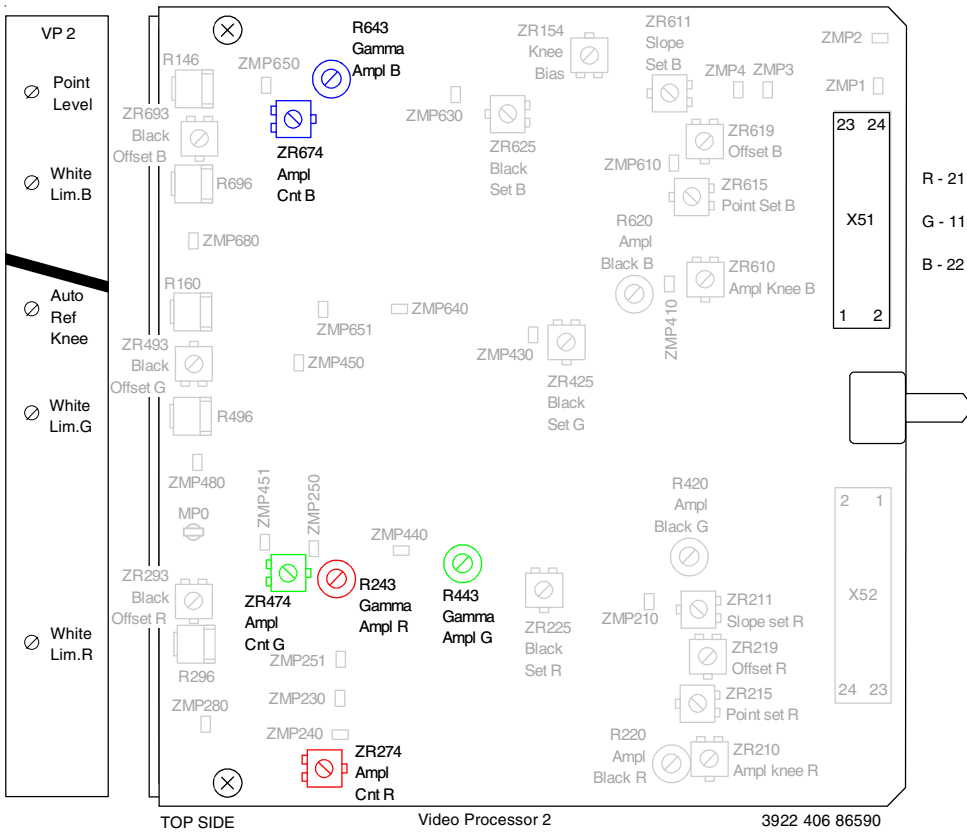 VP 2
Point
Level
White
Lim.B
Auto
Ref
Knee
White
Lim.G
White
Lim.R
R146
ZMP650
R643
Gamma
Ampl B
ZR693
Black
Offset B
ZR674
Ampl
Cnt B
R696
ZMP680
ZMP630
ZR154
Knee
Bias
ZR625
Black
Set B
ZR611
Slope
Set B
ZMP4
ZMP3
ZMP2
ZMP1
ZR619
Offset B
ZMP610
ZR615
Point Set B
R620
Ampl
Black B
ZR610
Ampl Knee B
ZMP410
23 24
X51
1 2
R - 21
G - 11
B - 22
R160
ZMP651
ZMP640
ZR493
Black
Offset G
ZMP450
ZMP430
ZR425
Black
Set G
R496
ZMP480
MP0
ZMP451
ZMP250
ZMP440
R420
Ampl
Black G
2 1
X52
24 23
ZR293
Black
Offset R
ZR474
Ampl
Cnt G
R243
Gamma
Ampl R
R443
Gamma
Ampl G
ZR225
Black
Set R
ZMP210
ZR211
Slope set R
ZR219
Offset R
ZR215
Point set R
R296
ZMP251
ZMP280
ZMP230
ZMP240
ZR274
Ampl
Cnt R
R220
Ampl
Black R
ZR210
Ampl knee R
TOP SIDE
Video Processor 2
3922 406 86590